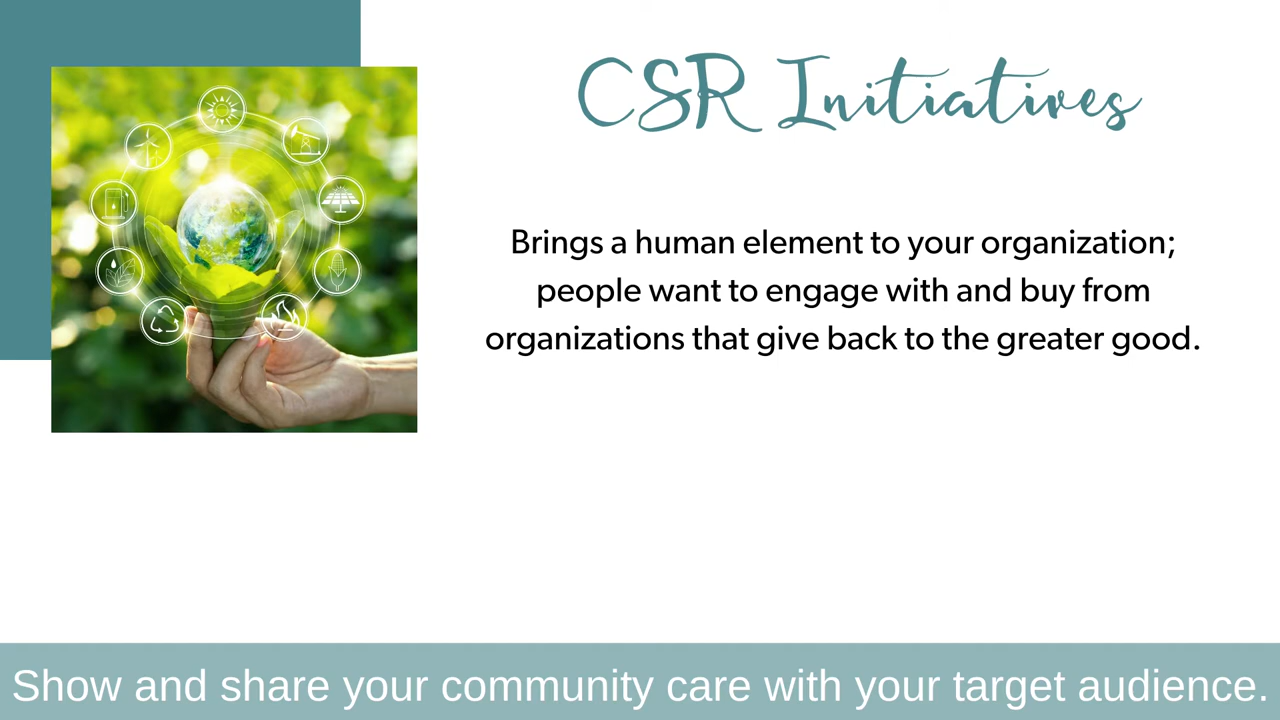 CSR Initiatives
Brings a human element to your organization;
people want to engage with and buy from
organizations that give back to the greater good.
Show and share your community care with your target audience.